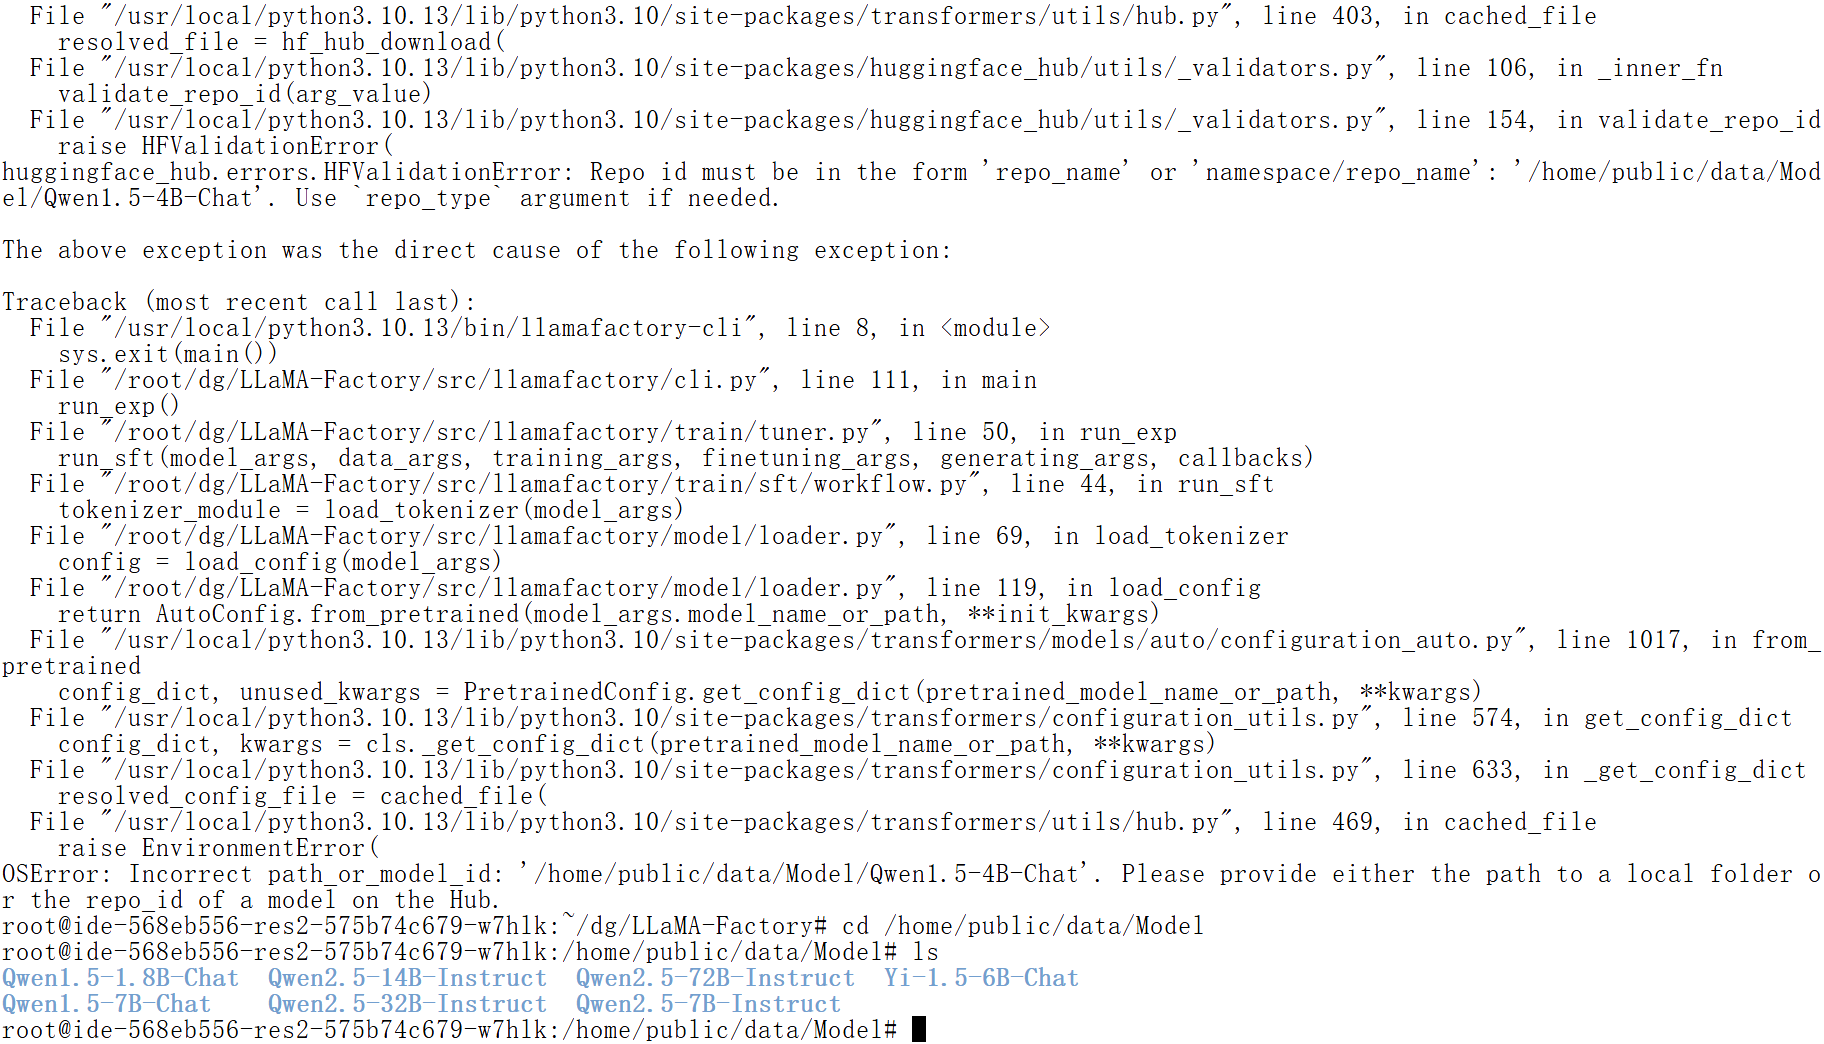 File "/usr/local/python3.10.13/lib/python3.10/site-packages/transformers/utils/hub.py", line 403, in cached_file
    resolved_file = hf_hub_download(
  File "/usr/local/python3.10.13/lib/python3.10/site-packages/huggingface_hub/utils/_validators.py", line 106, in _inner_fn
    validate_repo_id(arg_value)
  File "/usr/local/python3.10.13/lib/python3.10/site-packages/huggingface_hub/utils/_validators.py", line 154, in validate_repo_id
    raise HFValidationError(
huggingface_hub.errors.HFValidationError: Repo id must be in the form 'repo_name' or 'namespace/repo_name': '/home/public/data/Mod
el/Qwen1.5-4B-Chat'. Use `repo_type` argument if needed.

The above exception was the direct cause of the following exception:

Traceback (most recent call last):
  File "/usr/local/python3.10.13/bin/llamafactory-cli", line 8, in <module>
    sys.exit(main())
  File "/root/dg/LLaMA-Factory/src/llamafactory/cli.py", line 111, in main
    run_exp()
  File "/root/dg/LLaMA-Factory/src/llamafactory/train/tuner.py", line 50, in run_exp
    run_sft(model_args, data_args, training_args, finetuning_args, generating_args, callbacks)
  File "/root/dg/LLaMA-Factory/src/llamafactory/train/sft/workflow.py", line 44, in run_sft
    tokenizer_module = load_tokenizer(model_args)
  File "/root/dg/LLaMA-Factory/src/llamafactory/model/loader.py", line 69, in load_tokenizer
    config = load_config(model_args)
  File "/root/dg/LLaMA-Factory/src/llamafactory/model/loader.py", line 119, in load_config
    return AutoConfig.from_pretrained(model_args.model_name_or_path, **init_kwargs)
  File "/usr/local/python3.10.13/lib/python3.10/site-packages/transformers/models/auto/configuration_auto.py", line 1017, in from_
pretrained
    config_dict, unused_kwargs = PretrainedConfig.get_config_dict(pretrained_model_name_or_path, **kwargs)
  File "/usr/local/python3.10.13/lib/python3.10/site-packages/transformers/configuration_utils.py", line 574, in get_config_dict
    config_dict, kwargs = cls._get_config_dict(pretrained_model_name_or_path, **kwargs)
  File "/usr/local/python3.10.13/lib/python3.10/site-packages/transformers/configuration_utils.py", line 633, in _get_config_dict
    resolved_config_file = cached_file(
  File "/usr/local/python3.10.13/lib/python3.10/site-packages/transformers/utils/hub.py", line 469, in cached_file
    raise EnvironmentError(
OSError: Incorrect path_or_model_id: '/home/public/data/Model/Qwen1.5-4B-Chat'. Please provide either the path to a local folder o
r the repo_id of a model on the Hub.
root@ide-568eb556-res2-575b74c679-w7hlk:~/dg/LLaMA-Factory# cd /home/public/data/Model
root@ide-568eb556-res2-575b74c679-w7hlk:/home/public/data/Model# ls
Qwen1.5-1.8B-Chat  Qwen2.5-14B-Instruct  Qwen2.5-72B-Instruct  Yi-1.5-6B-Chat
Qwen1.5-7B-Chat    Qwen2.5-32B-Instruct  Qwen2.5-7B-Instruct
root@ide-568eb556-res2-575b74c679-w7hlk:/home/public/data/Model#